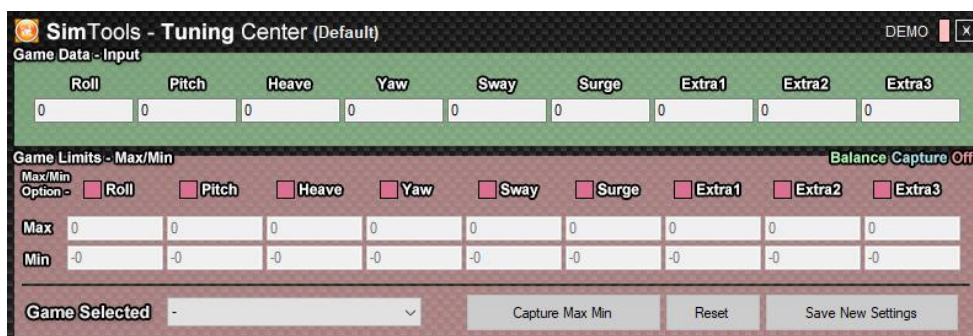 SimTools - Tuning Center (Default) DEMO X
Game Data - Input
Roll Pitch Heave Yaw Sway Surge Extra1 Extra2 Extra3
0 0 0 0 0 0 0 0 0
Game Limits - Max/Min Balance Capture Off
Max/Min
Option - Roll Pitch Heave Yaw Sway Surge Extra1 Extra2 Extra3
Max 0 0 0 0 0 0 0 0 0
Min -0 -0 -0 -0 -0 -0 -0 -0 -0
Game Selected - Capture Max Min Reset Save New Settings